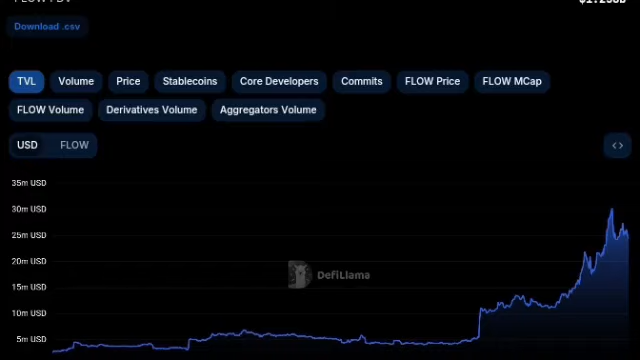 Download .csv
TVL Volume Price Stablecoins Core Developers Commits FLOW Price FLOW MCap
FLOW Volume Derivatives Volume Aggregators Volume
USD FLOW
35m USD
30m USD
25m USD
20m USD
DefiLlama
15m USD
10m USD
5m USD